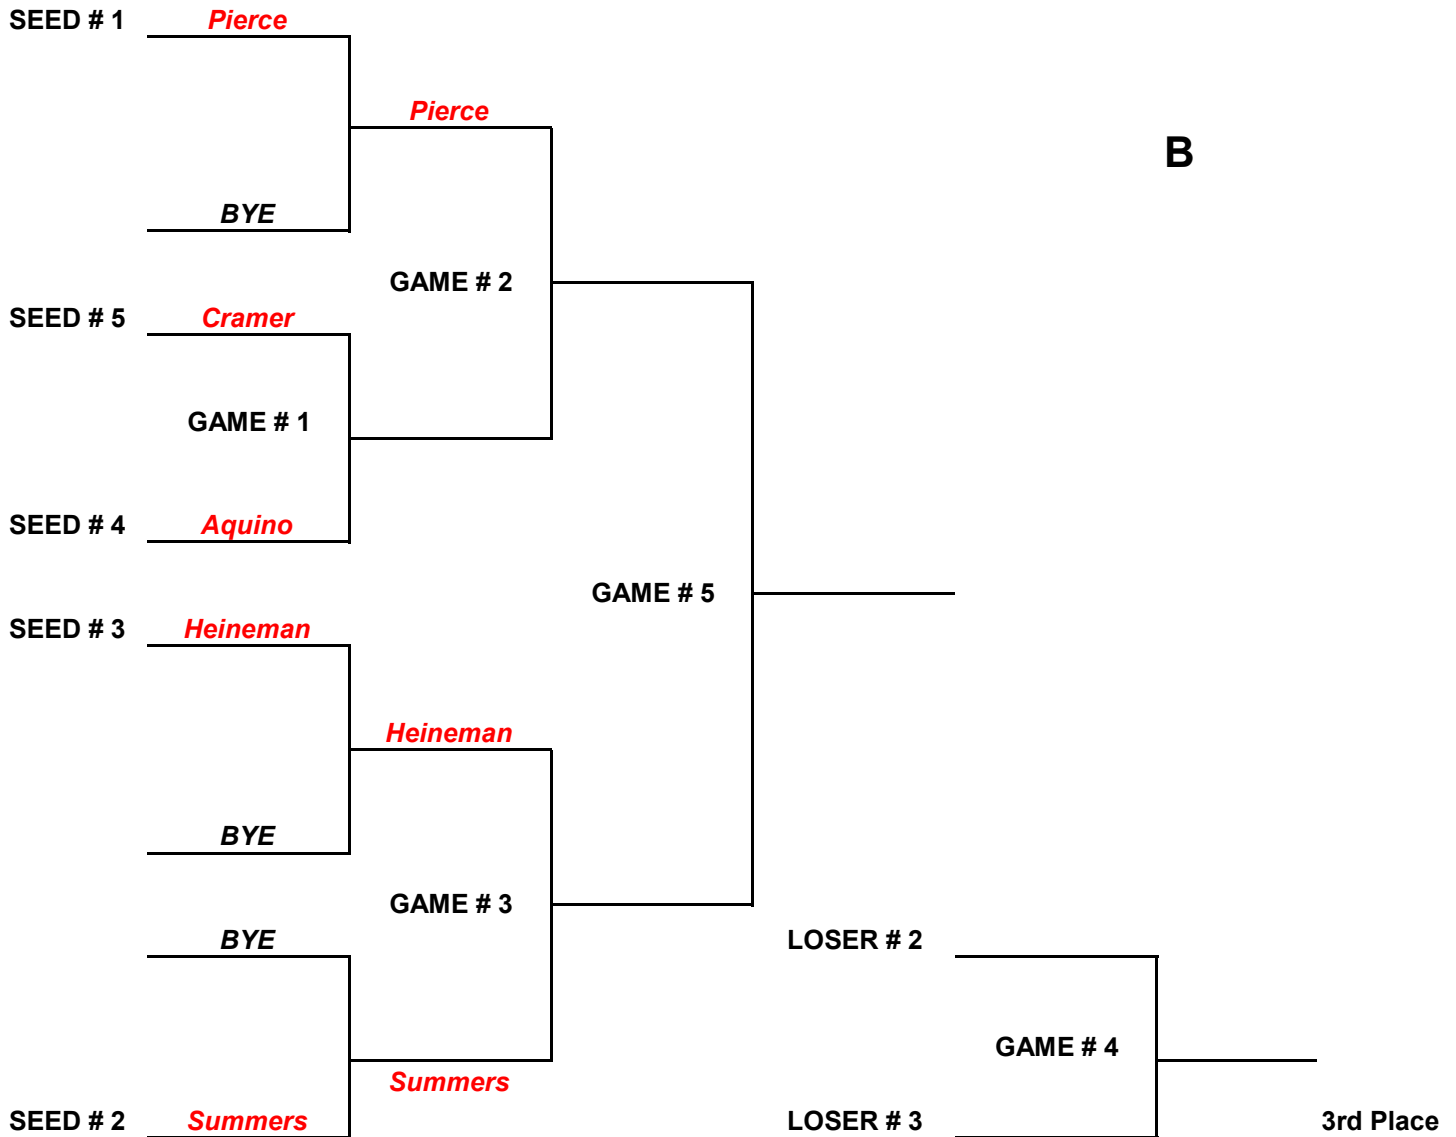 SEED # 1 Pierce
Pierce
B
BYE
GAME # 2
SEED # 5 Cramer
GAME # 1
SEED # 4 Aquino
GAME # 5
SEED # 3 Heineman
Heineman
BYE
GAME # 3
BYE LOSER # 2
GAME # 4
Summers
SEED # 2 Summers LOSER # 3 3rd Place